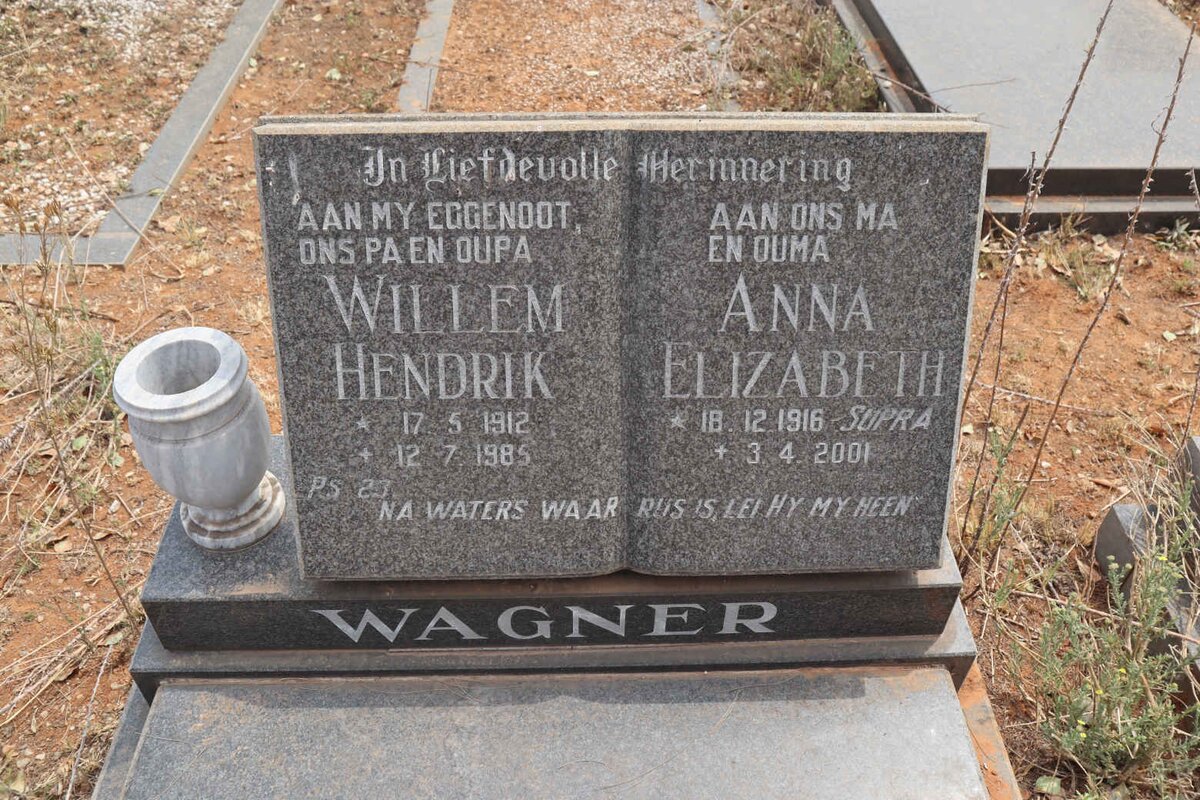 In Liefdevolle Herinnering
AAN MY EGGENOOT,
ONS PA EN OUPA
WILLEM
HENDRIK
* 17. 5. 1912
+ 12. 7. 1985
AAN ONS MA
EN OUMA
ANNA
ELIZABETH
* 18. 12. 1916 SUPRA
+ 3. 4. 2001
PS 23
NA WATERS WAAR RUS IS, LEI HY MY HEEN
WAGNER